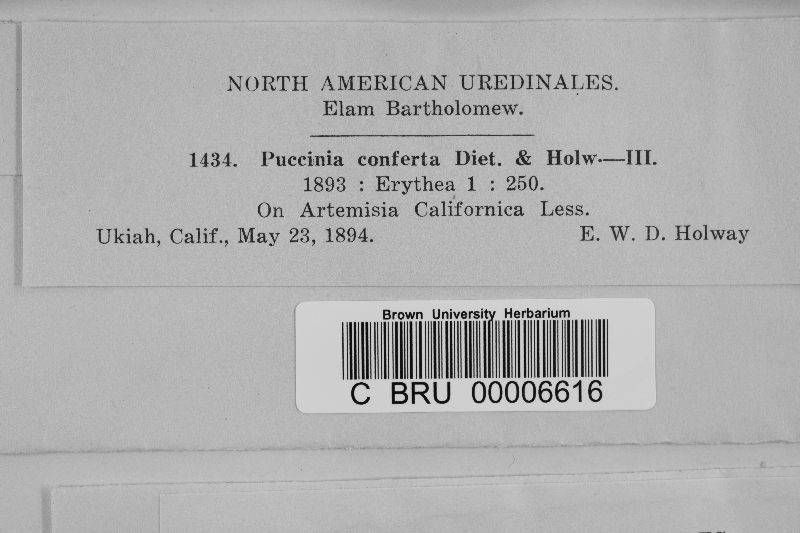 NORTH AMERICAN UREDINALES.
Elam Bartholomew.
1434. Puccinia conferta Diet. & Holw.—III.
1893 : Erythea 1 : 250.
On Artemisia Californica Less.
Ukiah, Calif., May 23, 1894. E. W. D. Holway
Brown University Herbarium
C BRU 00006616